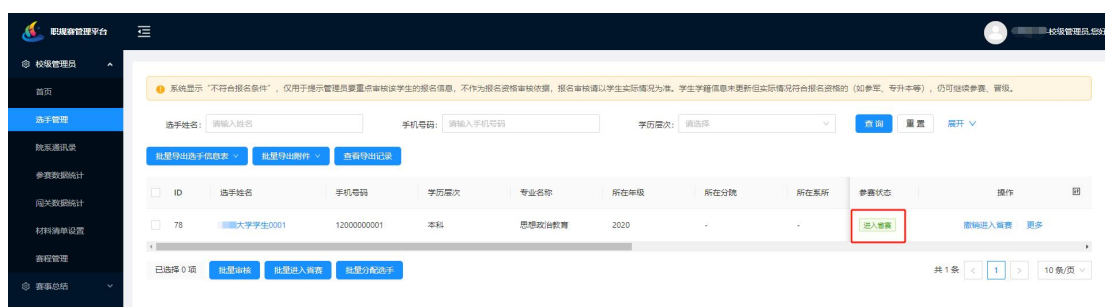 职规赛管理平台
校级管理员,您好
校级管理员
首页
选手管理
院系通讯录
参赛数据统计
闯关数据统计
材料清单设置
赛程管理
赛事总结
系统显示“不符合报名条件”，仅用于提示管理员要重点审核该学生的报名信息，不作为报名资格审核依据，报名审核请以学生实际情况为准。学生学籍信息未更新但实际情况符合报名资格的（如参军、专升本等），仍可继续参赛、晋级。
选手姓名: 请输入姓名 手机号码: 请输入手机号码 学历层次: 请选择 查询 重置 展开
批量导出选手信息表 批量导出附件 查看导出记录
ID 选手姓名 手机号码 学历层次 专业名称 所在年级 所在分院 所在系所 参赛状态 操作
78 大学学生0001 12000000001 本科 思想政治教育 2020 - - 进入省赛 撤销进入省赛 更多
已选择 0 项 批量审核 批量进入省赛 批量分配选手 共 1 条 < 1 > 10 条/页